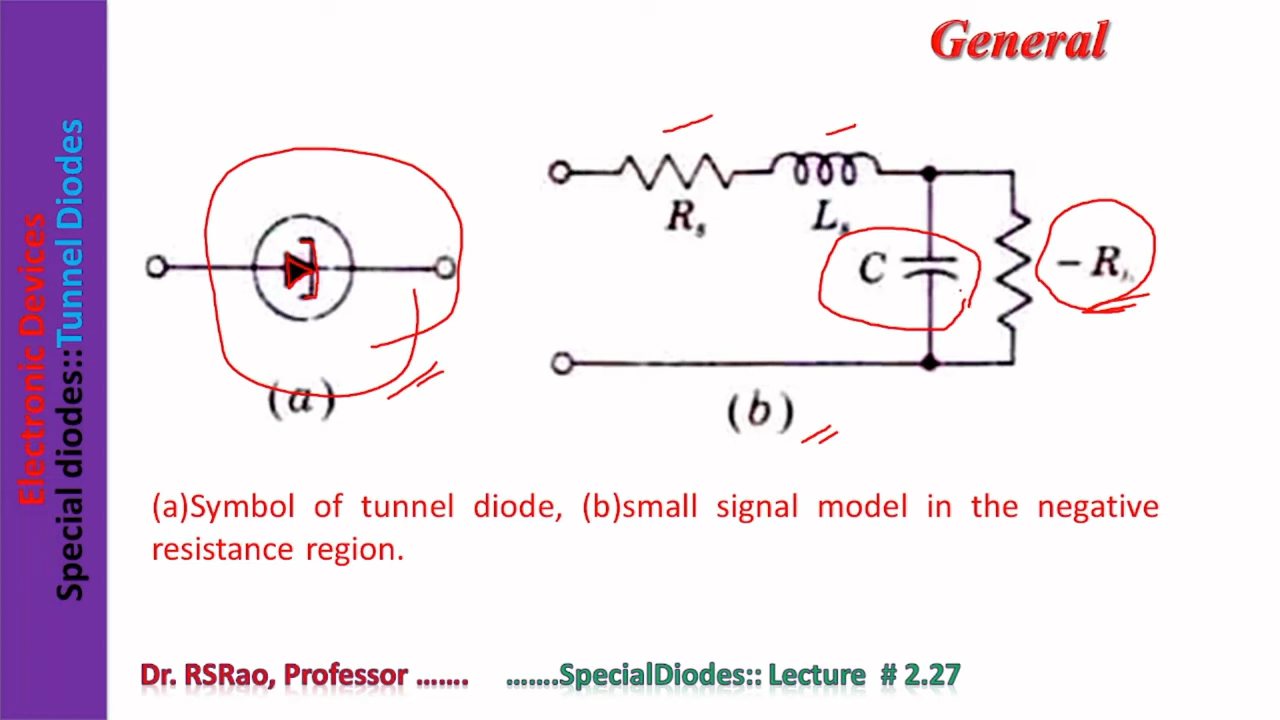 General
Electronic Devices
Special diodes::Tunnel Diodes
Rs
Ls
C
(a)
(b)
(a)Symbol of tunnel diode, (b)small signal model in the negative
resistance region.
Dr. RSRao, Professor ....... .......SpecialDiodes:: Lecture # 2.27